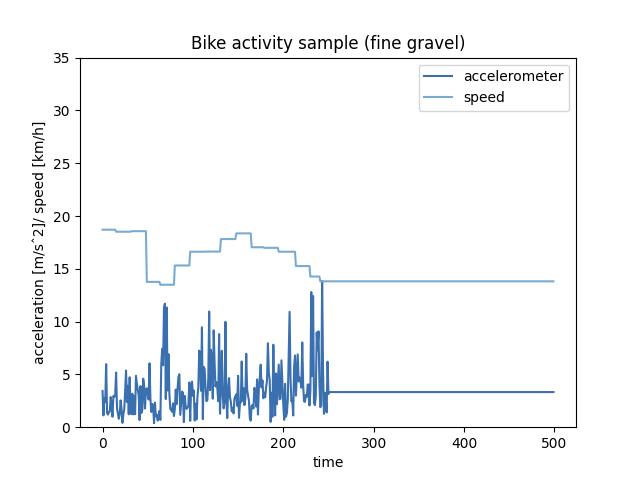 Bike activity sample (fine gravel)
accelerometer
speed
acceleration [m/s^2]/ speed [km/h]
35
30
25
20
15
10
5
0
0
100
200
300
400
500
time